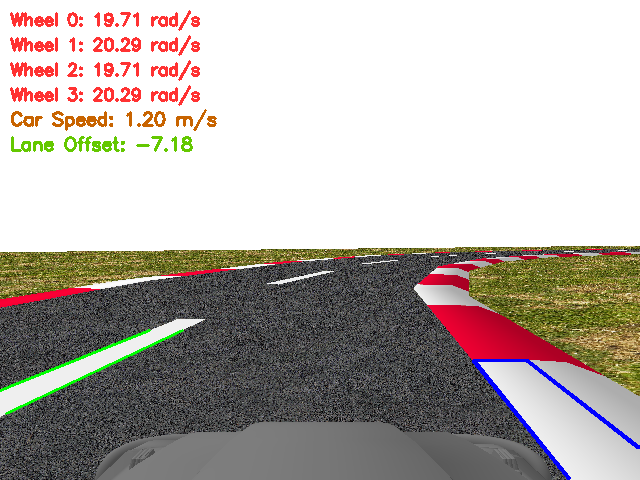 Wheel 0: 19.71 rad/s
Wheel 1: 20.29 rad/s
Wheel 2: 19.71 rad/s
Wheel 3: 20.29 rad/s
Car Speed: 1.20 m/s
Lane Offset: -7.18